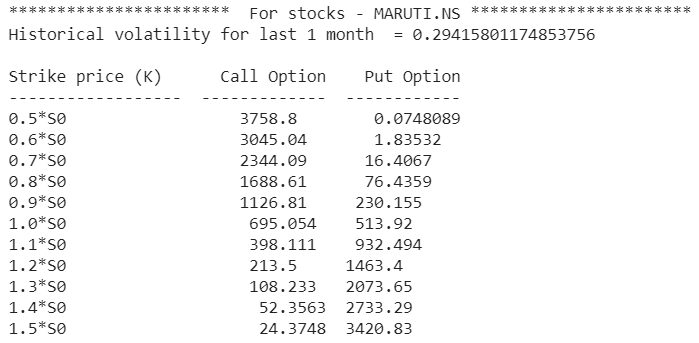 ***********************  For stocks - MARUTI.NS ***********************
Historical volatility for last 1 month  = 0.29415801174853756

Strike price (K)      Call Option    Put Option
------------------  -------------  ------------
0.5*S0                  3758.8        0.0748089
0.6*S0                  3045.04       1.83532
0.7*S0                  2344.09      16.4067
0.8*S0                  1688.61      76.4359
0.9*S0                  1126.81     230.155
1.0*S0                   695.054    513.92
1.1*S0                   398.111    932.494
1.2*S0                   213.5     1463.4
1.3*S0                   108.233   2073.65
1.4*S0                    52.3563  2733.29
1.5*S0                    24.3748  3420.83